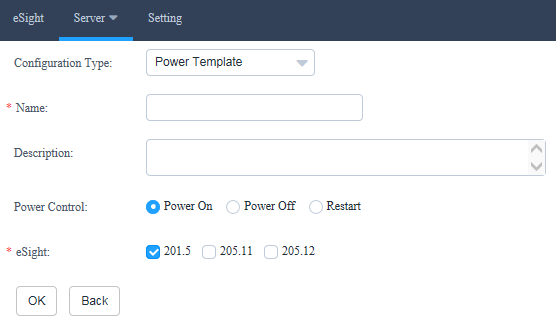 eSight Server Setting
Configuration Type: Power Template
* Name:
Description:
Power Control: Power On Power Off Restart
* eSight: 201.5 205.11 205.12
OK Back